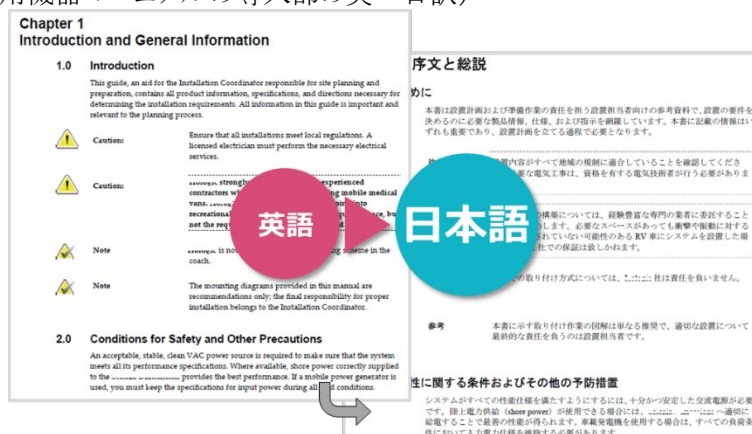 マニュアルの導入部の英
Chapter 1
Introduction and General Information
1.0 Introduction
This guide, an aid for the Installation Coordinator responsible for site planning and
preparation, contains all product information, specifications, and directions necessary for
determining the installation requirements. All information in this guide is important and
relevant to the planning process.
Caution: Ensure that all installations meet local regulations. A
licensed electrician must perform the necessary electrical
services.
Caution: strongly experienced
contractors mobile medical
vans.
recreational but
not the
Note is in the
coach.
Note The mounting diagrams provided in this manual are
recommendations only; the final responsibility for proper
installation belongs to the Installation Coordinator.
2.0 Conditions for Safety and Other Precautions
An acceptable, stable, clean VAC power source is required to make sure that the system
meets all its performance specifications. Where available, shore power correctly supplied
to the provides the best performance. If a mobile power generator is
used, you must keep the specifications for input power during all conditions.
英語
日本語
序文と総説
めに
本書は設置計画および準備作業の責任を担う設置担当者向けの参考資料で、設置の要件を
決めるのに必要な製品情報、仕様、および指示を網羅しています。本書に記載の情報はい
ずれも重要であり、設置計画を立てる過程で必要となります。
置内容がすべて地域の規制に適合していることを確認してくださ
要な電気工事は、資格を有する電気技術者が行う必要がありま
の構築については、経験豊富な専門の業者に委託すること
します。必要なスペースがあっても衝撃や振動に対する
されていない可能性のある RV 車にシステムを設置した場
社での保証は致しかねます。
の取り付け方式については、 社は責任を負いません。
参考 本書に示す取り付け作業の図解は単なる推奨で、適切な設置について
最終的な責任を負うのは設置担当者です。
性に関する条件およびその他の予防措置
システムがすべての性能仕様を満たすようにするには、十分かつ安定した交流電源が必要
です。陸上電力供給 (shore power) が使用できる場合には、 へ適切に
給電することで最善の性能が得られます。車載発電機を使用する場合は、すべての負荷条
件において入力電力仕様を維持する必要があります。